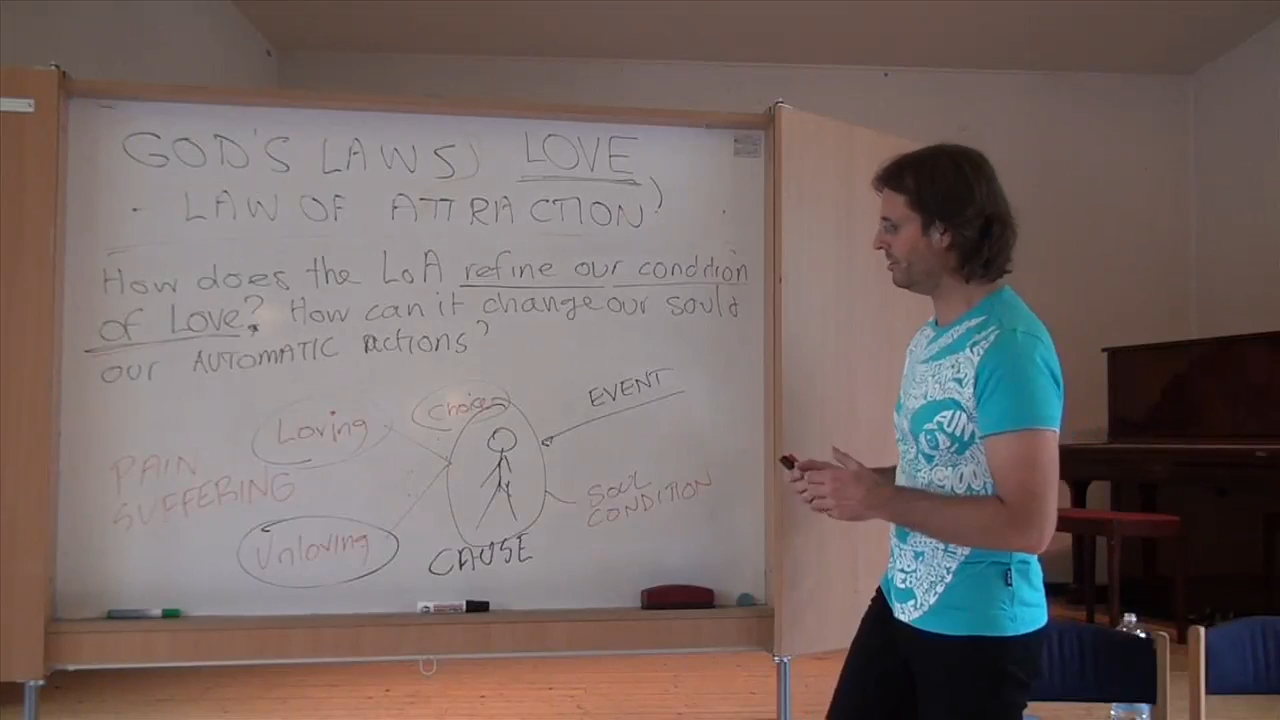 GOD'S LAWS) LOVE
- LAW OF ATTRACTION)
How does the LoA refine our condition
of Love? How can it change our soul &
our AUTOMATIC actions?
EVENT
Choices
Loving
PAIN
SUFFERING
SOUL
CONDITION
Unloving
CAUSE